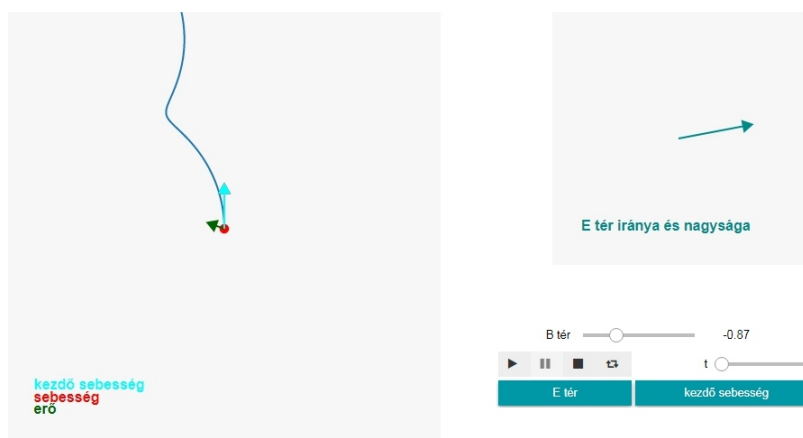 E tér iránya és nagysága
B tér -0.87
t
E tér kezdő sebesség
kezdő sebesség
sebesség
erő